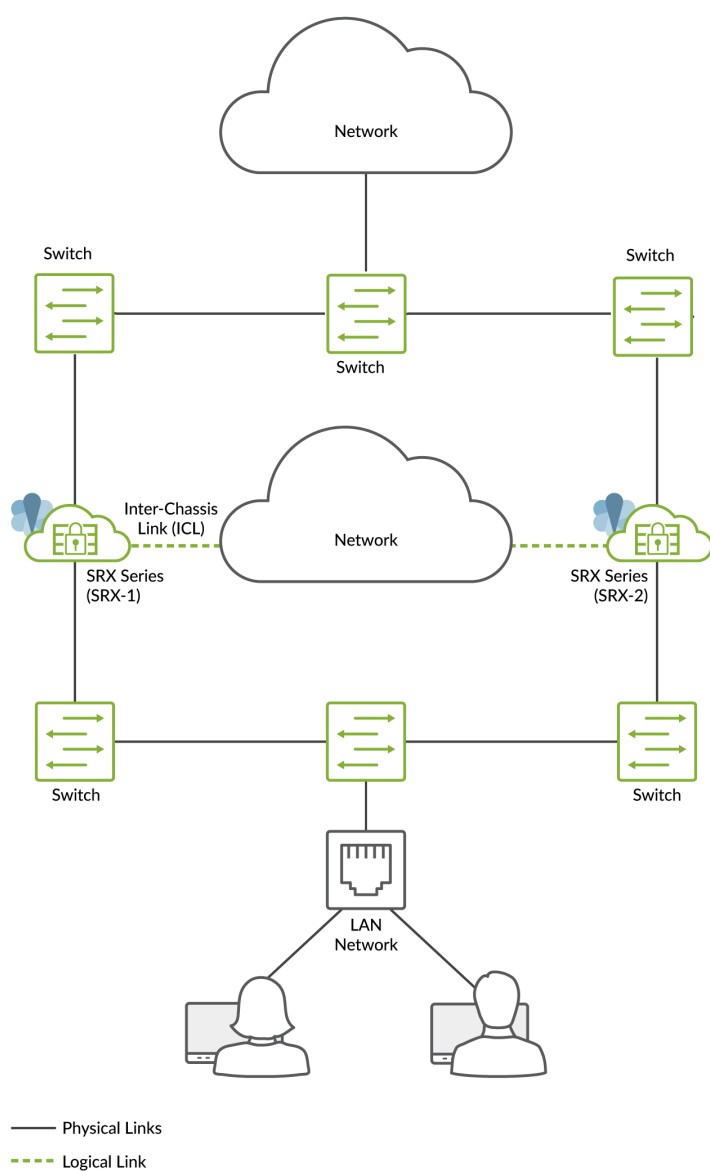 Network
Switch
Switch
Switch
Inter-Chassis
Link (ICL)
Network
SRX Series
(SRX-1)
SRX Series
(SRX-2)
Switch
Switch
LAN
Network
Physical Links
Logical Link